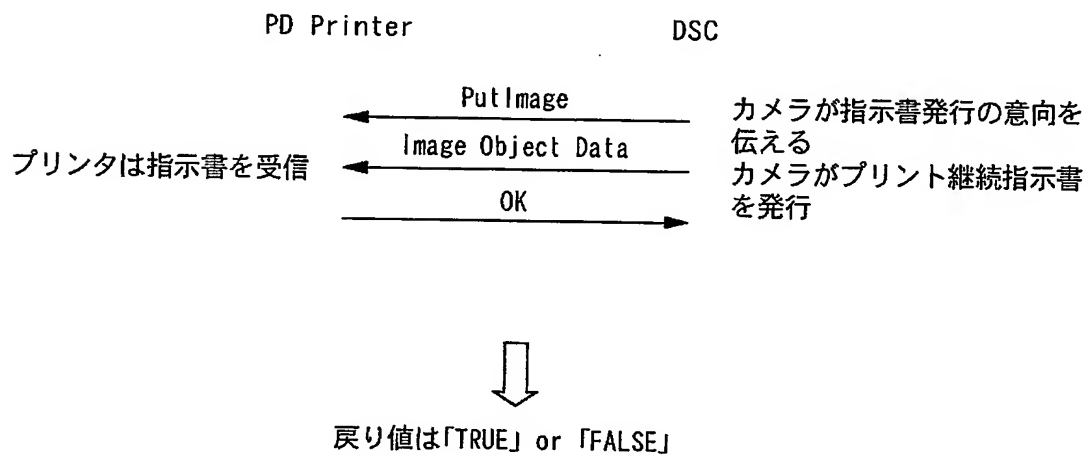 PD Printer
DSC
PutImage
カメラが指示書発行の意向を
伝える
Image Object Data
プリンタは指示書を受信
カメラがプリント継続指示書
を発行
OK
戻り値は「TRUE」 or 「FALSE」